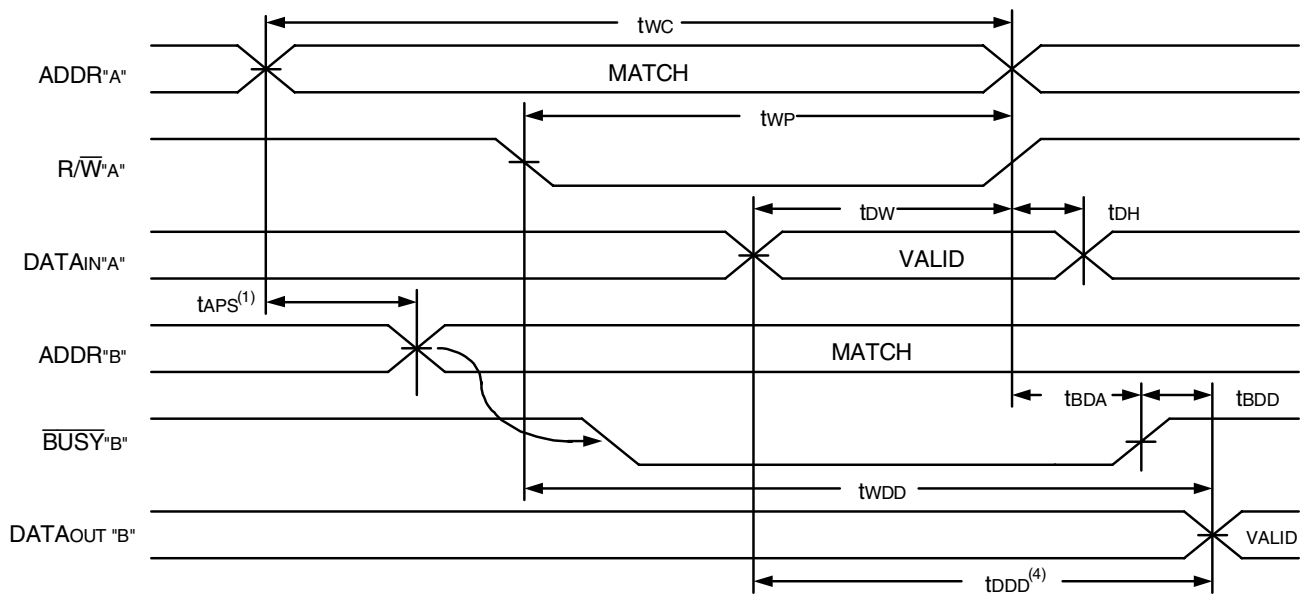 tWC
ADDR"A" MATCH
tWP
R/W̅"A"
tDW tDH
DATAIN"A" VALID
tAPS(1)
ADDR"B" MATCH
tBDA tBDD
B̅U̅S̅Y̅"B"
tWDD
DATAOUT "B" VALID
tDDD(4)